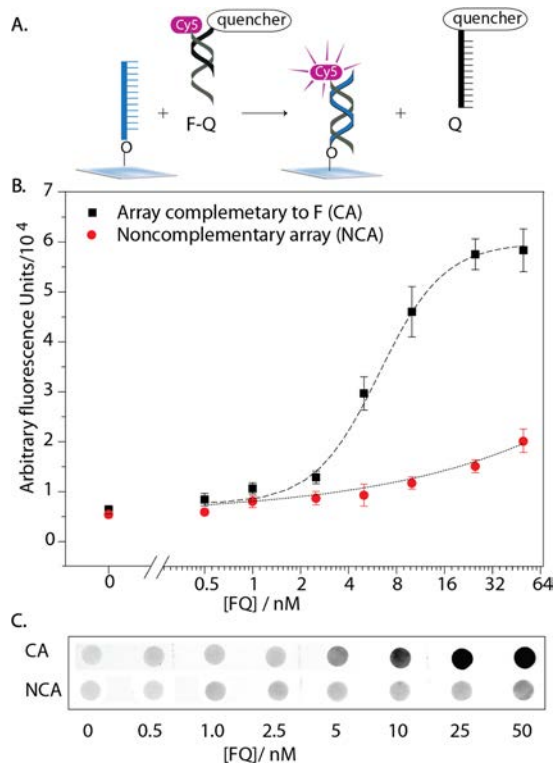 A.
Cy5 quencher
quencher
Cy5
+ F-Q + Q
O O
B.
7
6
5
4
3
2
1
0
Arbitrary fluorescence Units/10 4
Array complemetary to F (CA)
Noncomplementary array (NCA)
0 0.5 1 2 4 8 16 32 64
[FQ] / nM
C.
CA
NCA
0 0.5 1.0 2.5 5 10 25 50
[FQ]/ nM